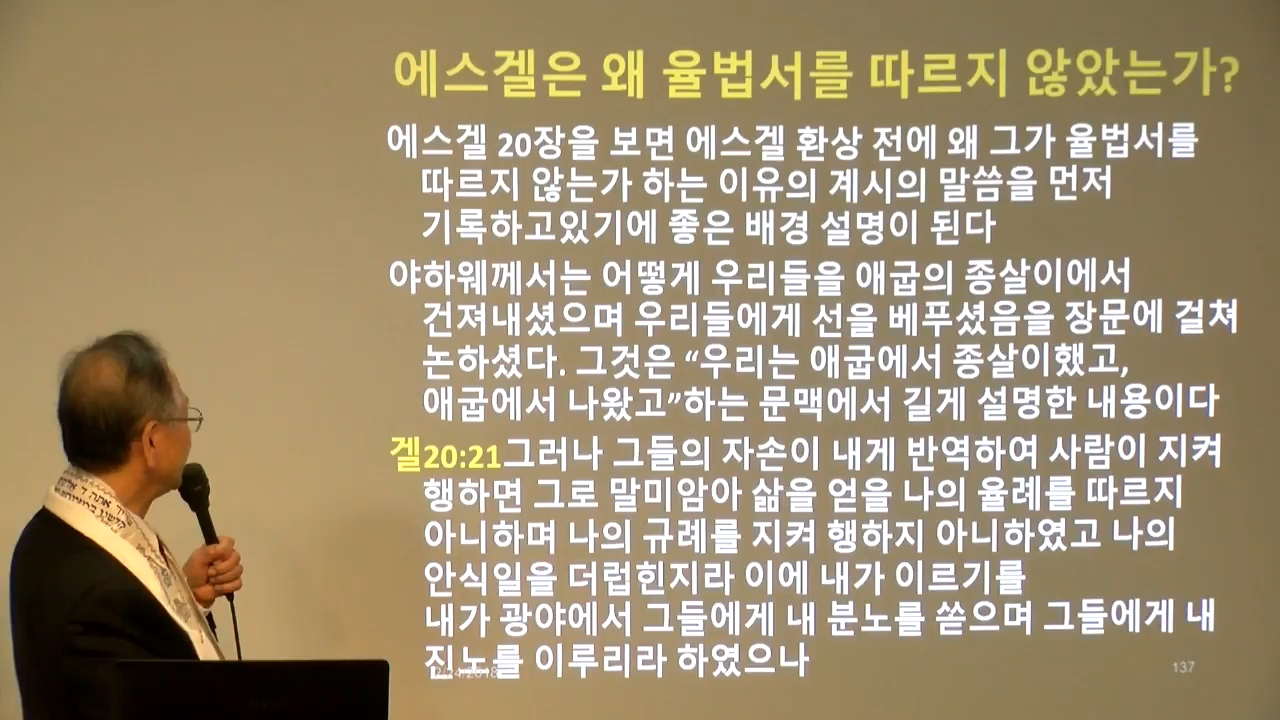 에스겔은 왜 율법서를 따르지 않았는가?
에스겔 20장을 보면 에스겔 환상 전에 왜 그가 율법서를
따르지 않는가 하는 이유의 계시의 말씀을 먼저
기록하고있기에 좋은 배경 설명이 된다
야하웨께서는 어떻게 우리들을 애굽의 종살이에서
건져내셨으며 우리들에게 선을 베푸셨음을 장문에 걸쳐
논하셨다. 그것은 “우리는 애굽에서 종살이했고,
애굽에서 나왔고”하는 문맥에서 길게 설명한 내용이다
겔20:21그러나 그들의 자손이 내게 반역하여 사람이 지켜
행하면 그로 말미암아 삶을 얻을 나의 율례를 따르지
아니하며 나의 규례를 지켜 행하지 아니하였고 나의
안식일을 더럽힌지라 이에 내가 이르기를
내가 광야에서 그들에게 내 분노를 쏟으며 그들에게 내
진노를 이루리라 하였으나
137